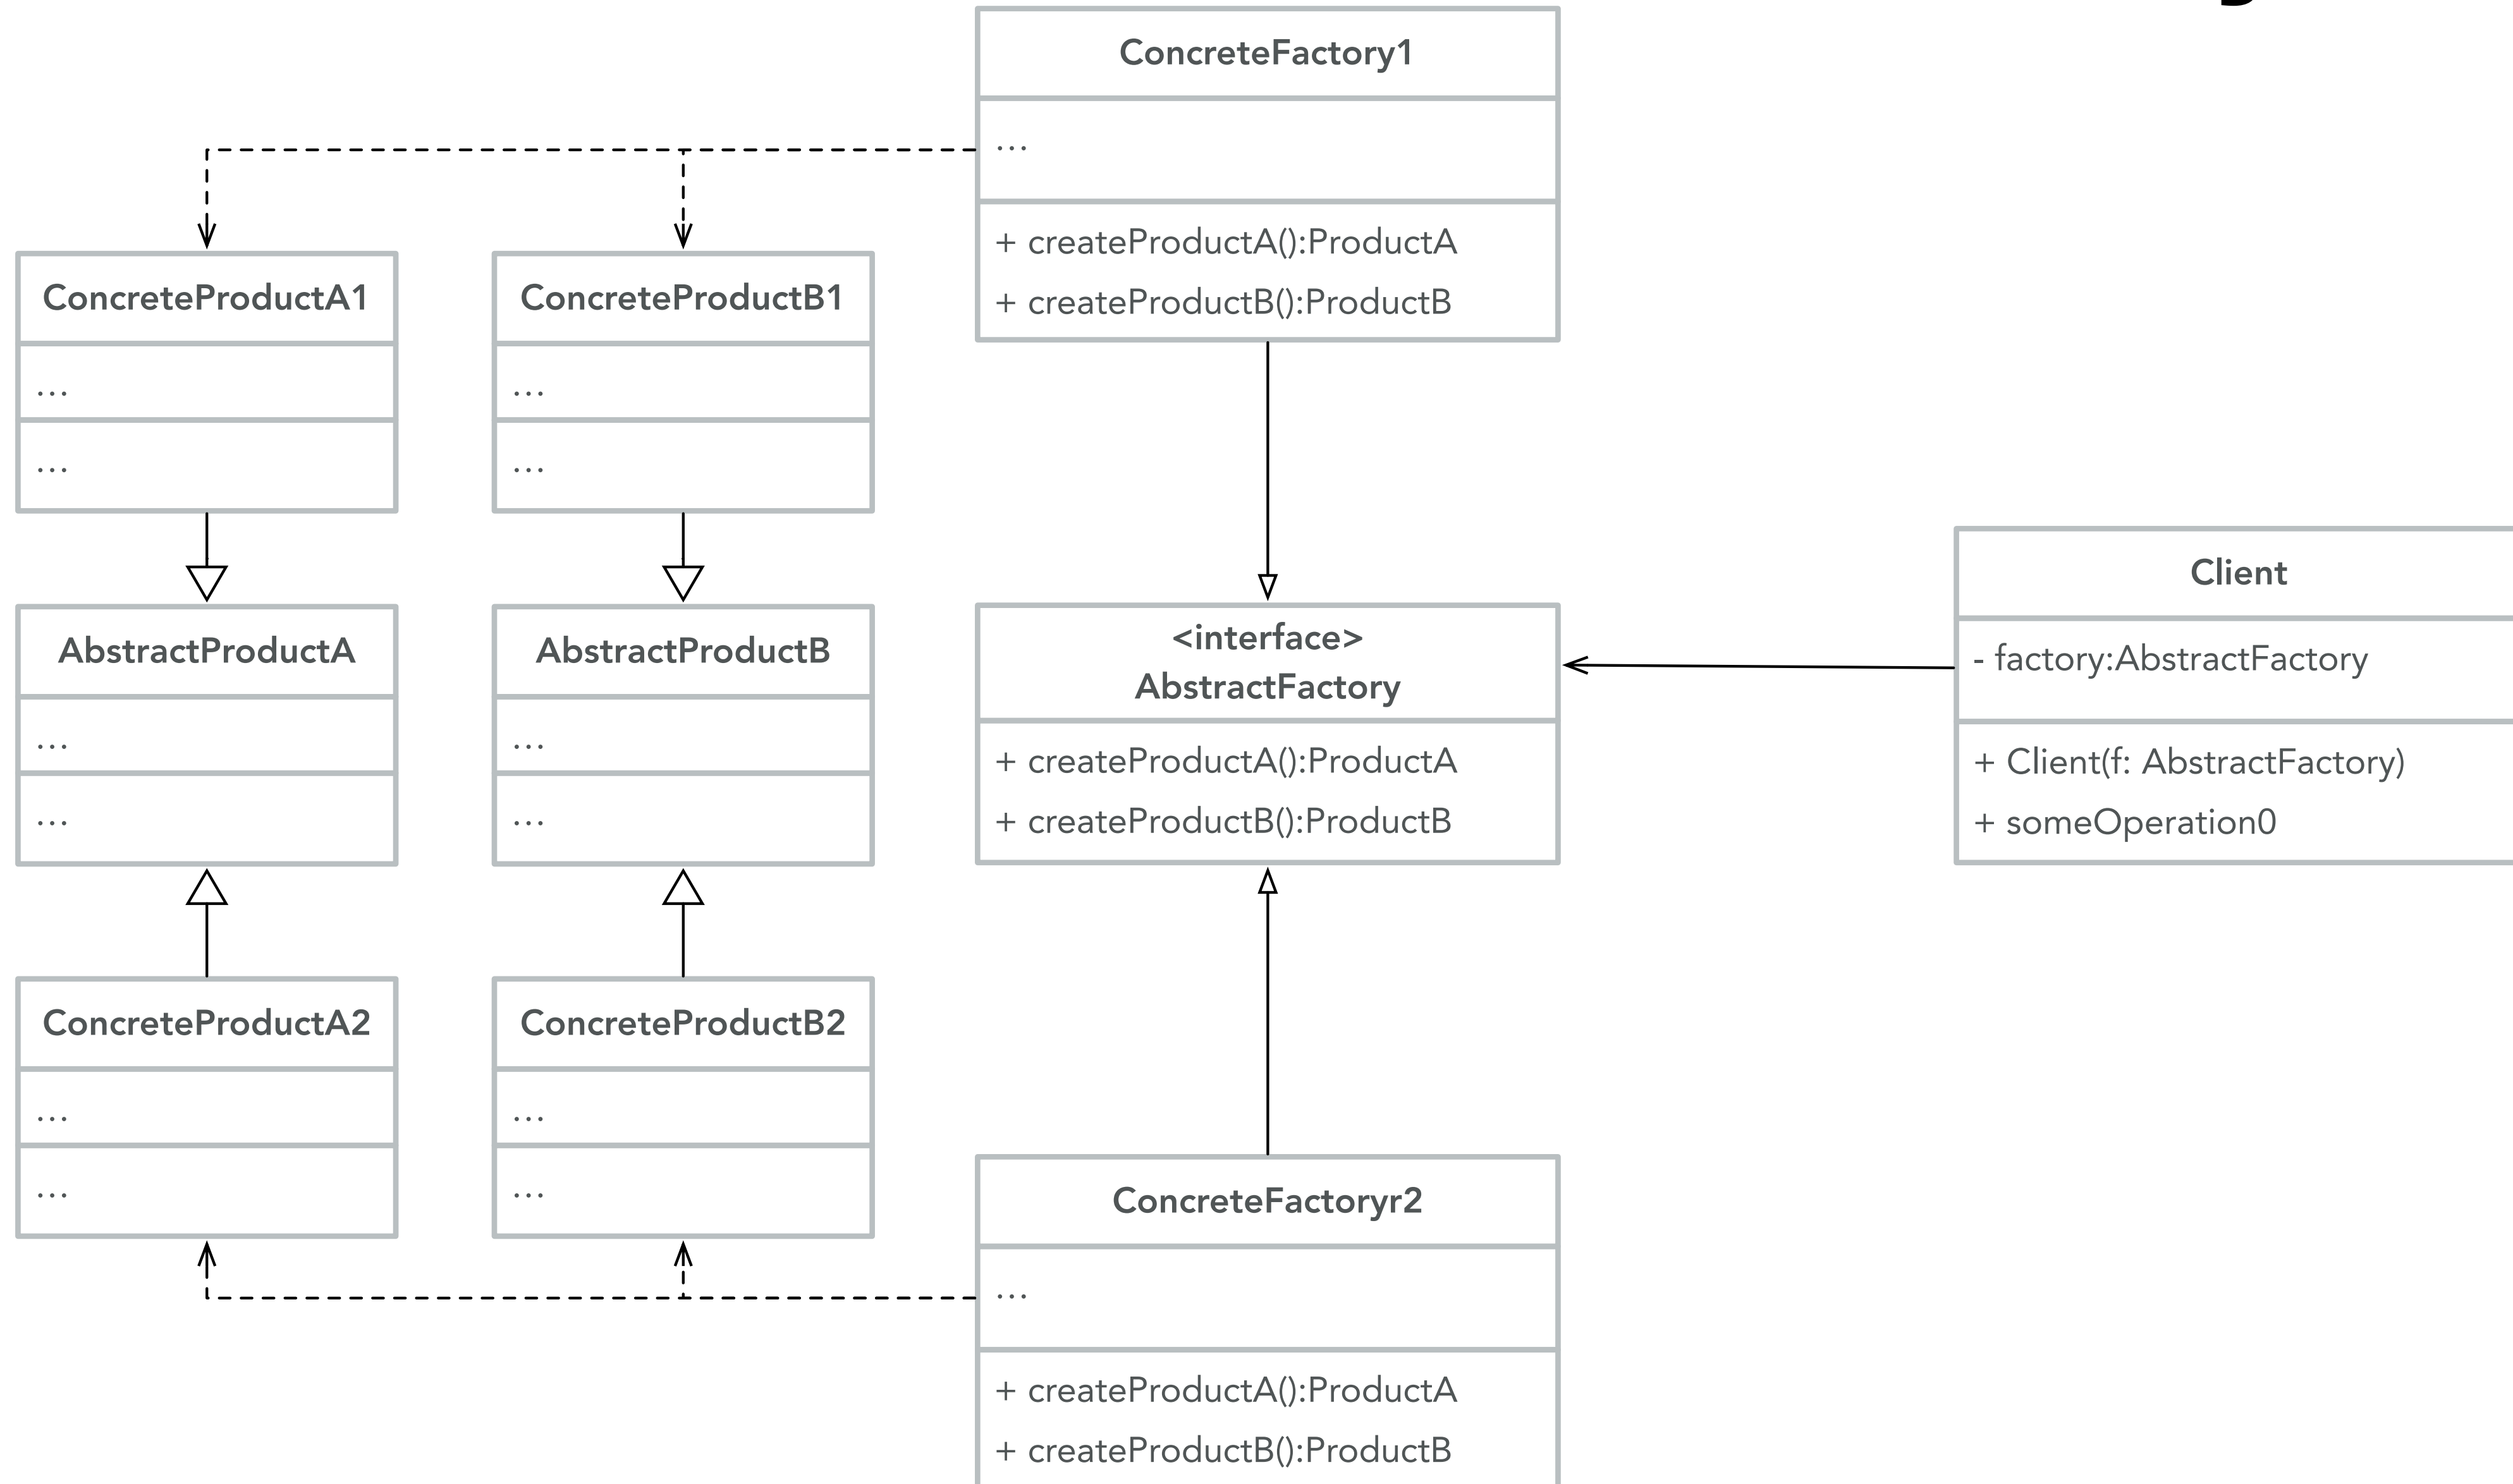 ConcreteFactory1
...
+ createProductA():ProductA
+ createProductB():ProductB
ConcreteProductA1
...
...
ConcreteProductB1
...
...
AbstractProductA
...
...
AbstractProductB
...
...
<interface>
AbstractFactory
+ createProductA():ProductA
+ createProductB():ProductB
Client
- factory:AbstractFactory
+ Client(f: AbstractFactory)
+ someOperation0
ConcreteProductA2
...
...
ConcreteProductB2
...
...
ConcreteFactoryr2
...
+ createProductA():ProductA
+ createProductB():ProductB